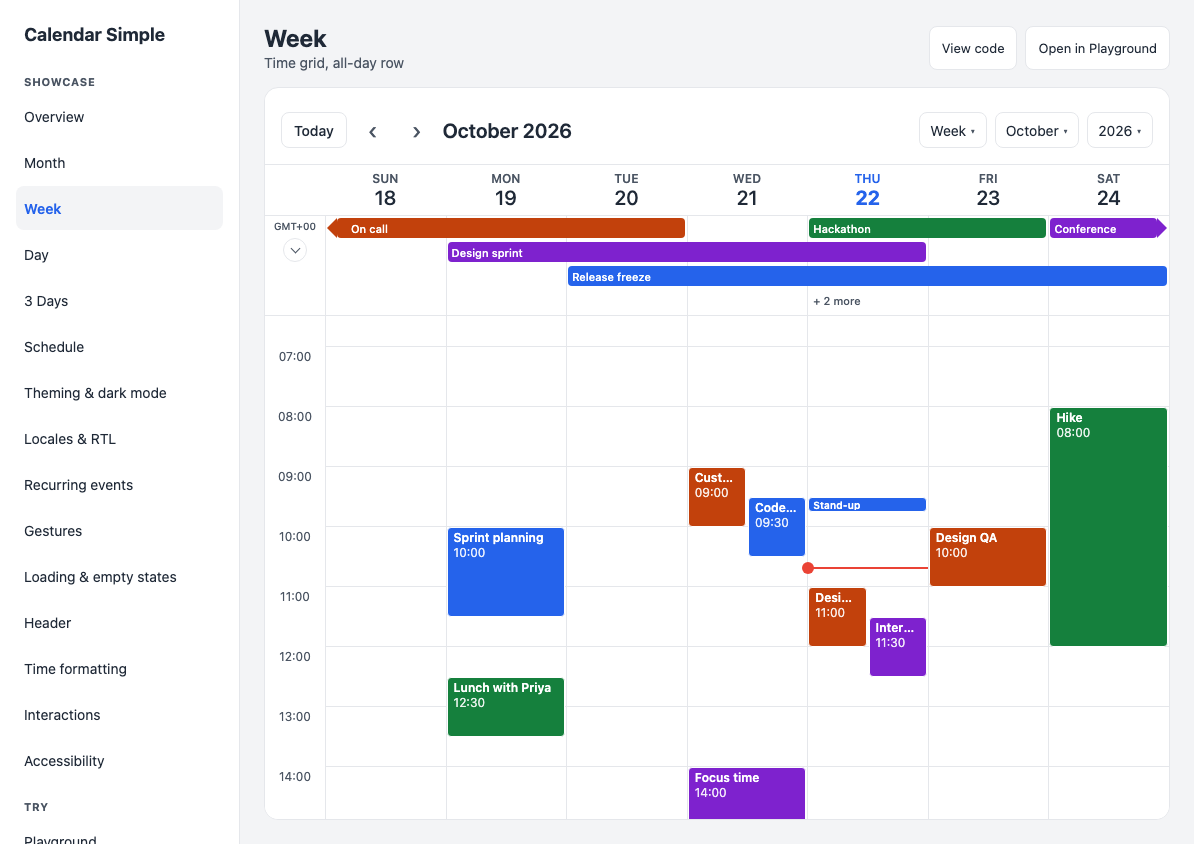 Calendar Simple
SHOWCASE
Overview
Month
Week
Day
3 Days
Schedule
Theming & dark mode
Locales & RTL
Recurring events
Gestures
Loading & empty states
Header
Time formatting
Interactions
Accessibility
TRY
Playground
Week
Time grid, all-day row
View code
Open in Playground
Today
October 2026
Week
October
2026
SUN
18
MON
19
TUE
20
WED
21
THU
22
FRI
23
SAT
24
GMT+00
On call
Hackathon
Conference
Design sprint
Release freeze
+ 2 more
07:00
08:00
09:00
10:00
11:00
12:00
13:00
14:00
Sprint planning
10:00
Lunch with Priya
12:30
Cust...
09:00
Code...
09:30
Focus time
14:00
Stand-up
Desi...
11:00
Inter...
11:30
Design QA
10:00
Hike
08:00